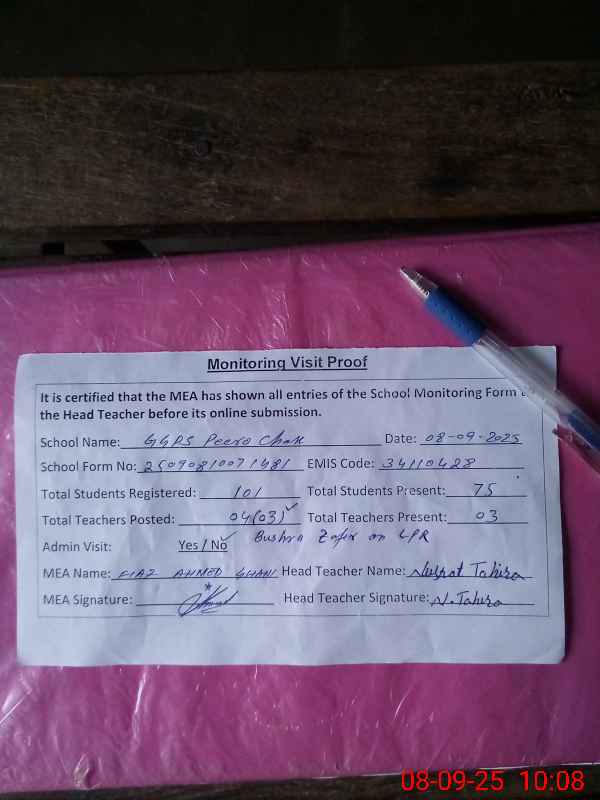 Monitoring Visit Proof
It is certified that the MEA has shown all entries of the School Monitoring Form
the Head Teacher before its online submission.
School Name: GGPS Peero Chak Date: 08-09-2025
School Form No: EMIS Code: 34110428
Total Students Registered: 101 Total Students Present: 75
Total Teachers Posted: 04(03) Total Teachers Present: 03
Admin Visit: Yes / No Bushra Zafar on LPR
MEA Name: FIAZ AHMED GHANI Head Teacher Name: Nusrat Tahira
MEA Signature: Head Teacher Signature: N. Tahira
08-09-25 10:08